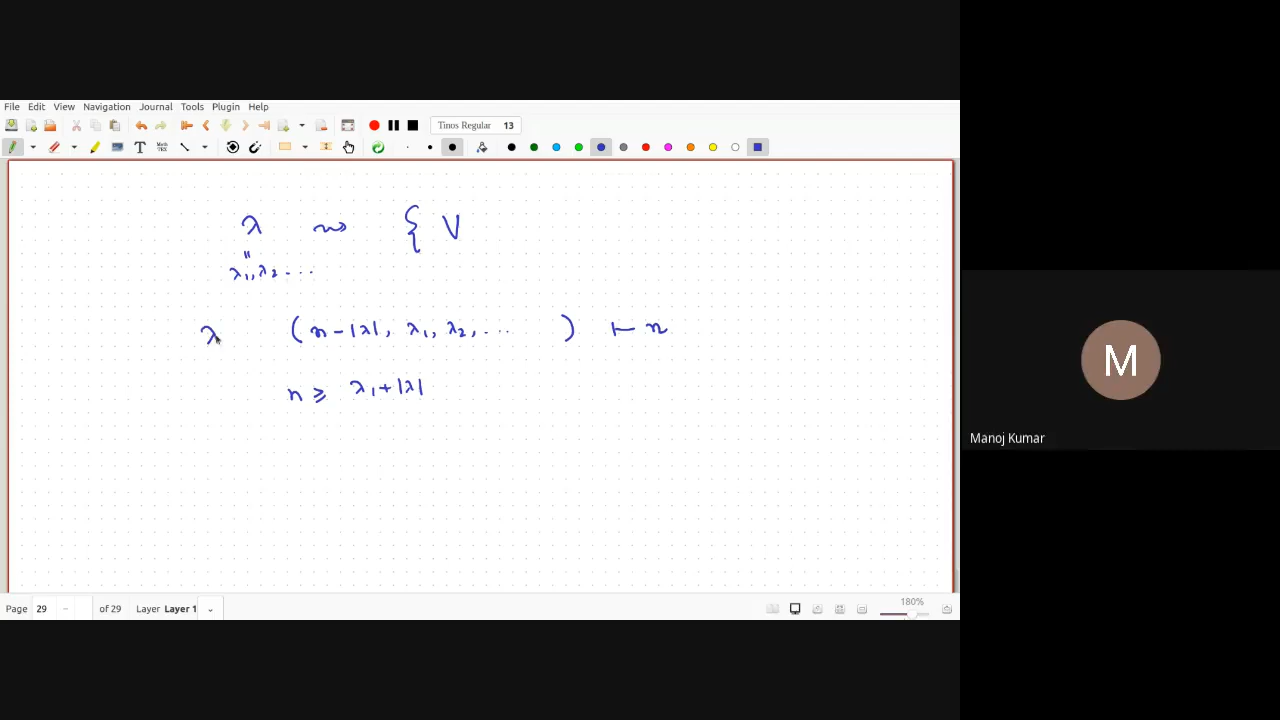 File Edit View Navigation Journal Tools Plugin Help
Tinos Regular 13
λ ⇝ { V
"
λ₁, λ₂ ...
λ ( n - |λ|, λ₁, λ₂, ... ) ⊢ n
n ⩾ λ₁ + |λ|
M
Manoj Kumar
Page 29 of 29 Layer Layer 1 180%